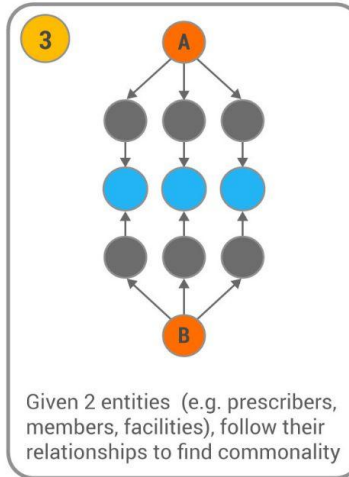 3
A
B
Given 2 entities (e.g. prescribers,
members, facilities), follow their
relationships to find commonality